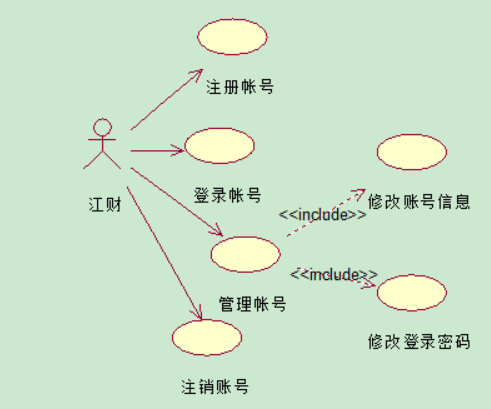 注册帐号
登录帐号
江财
<<include>>
修改账号信息
<<include>>
管理帐号
修改登录密码
注销账号